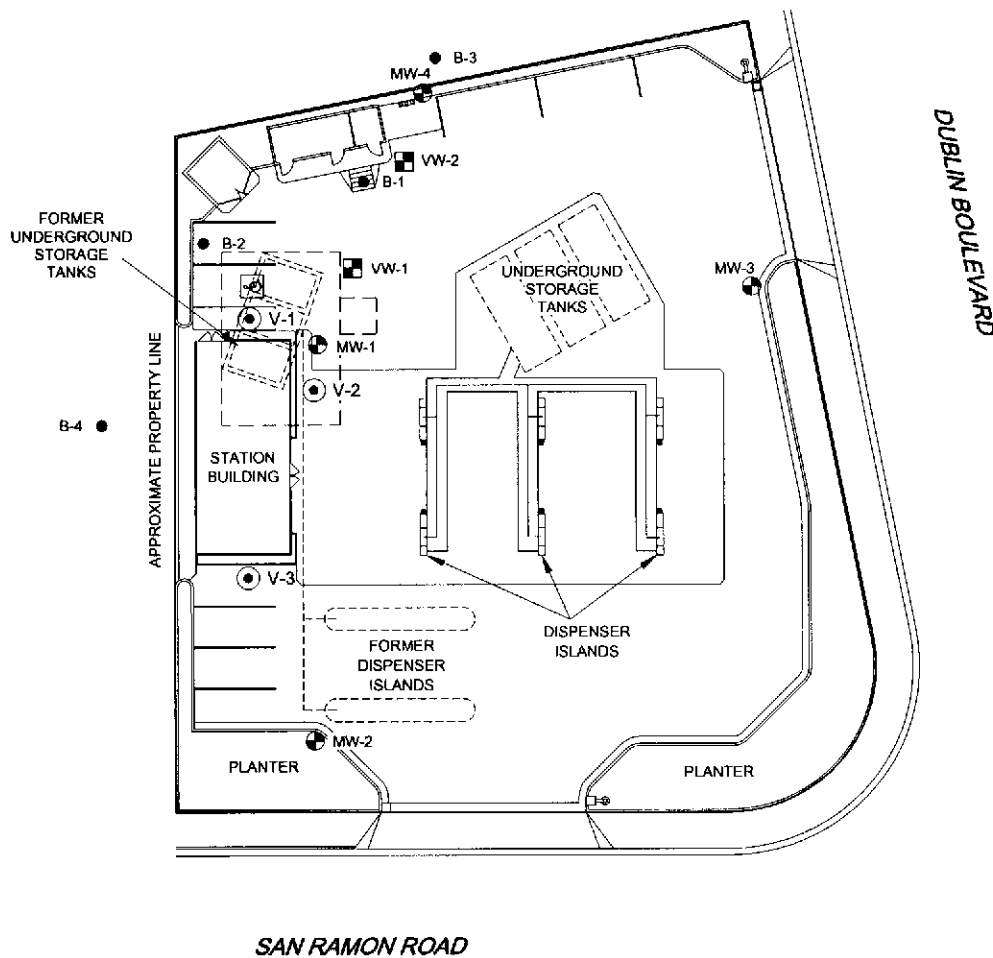 B-3
MW-4
VW-2
B-1
DUBLIN BOULEVARD
FORMER
UNDERGROUND
STORAGE
TANKS
B-2
VW-1
UNDERGROUND
STORAGE
TANKS
MW-3
V-1
MW-1
V-2
APPROXIMATE PROPERTY LINE
B-4
STATION
BUILDING
V-3
FORMER
DISPENSER
ISLANDS
DISPENSER
ISLANDS
MW-2
PLANTER
PLANTER
SAN RAMON ROAD